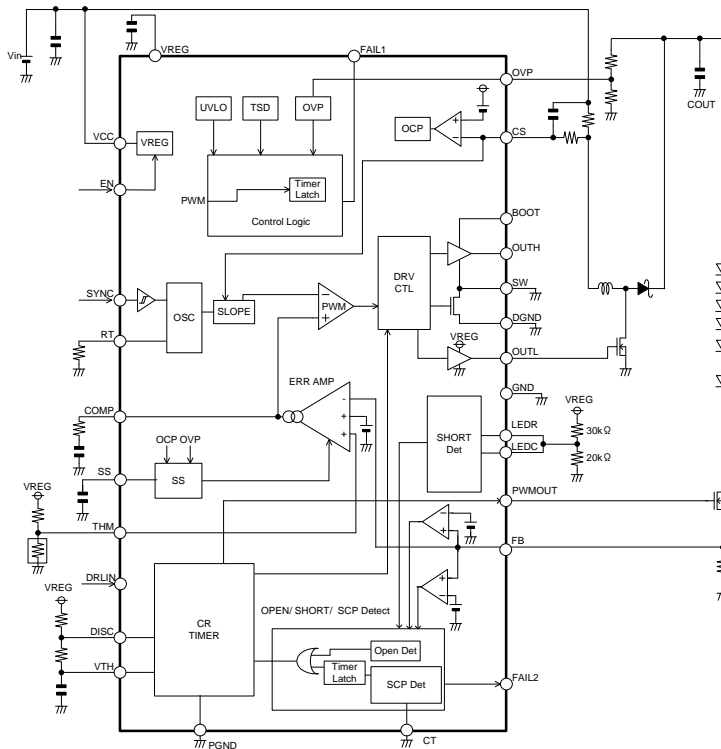 VREG
FAIL1
Vin
OVP
COUT
UVLO
TSD
OVP
OCP
+
−
CS
VCC
VREG
EN
Timer
Latch
PWM
Control Logic
BOOT
OUTH
DRV
CTL
SW
SYNC
OSC
SLOPE
−
PWM
+
DGND
VREG
RT
OUTL
ERR AMP
GND
VREG
COMP
-
+
+
30kΩ
SHORT
Det
LEDR
LEDC
20kΩ
OCP OVP
SS
SS
PWMOUT
VREG
THM
−
+
FB
DRLIN
+
−
VREG
OPEN/ SHORT/ SCP Detect
DISC
CR
TIMER
Open Det
VTH
Timer
Latch
SCP Det
FAIL2
PGND
CT